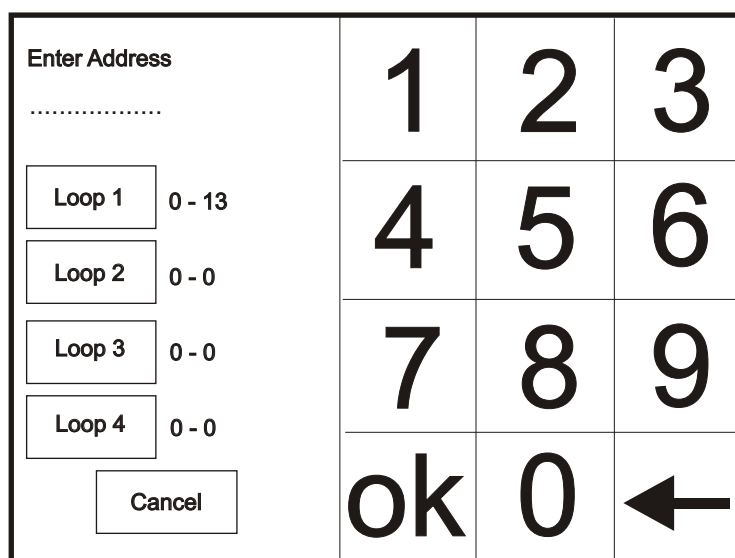 Enter Address
..................
Loop 1 0 - 13
Loop 2 0 - 0
Loop 3 0 - 0
Loop 4 0 - 0
Cancel
1 2 3
4 5 6
7 8 9
ok 0